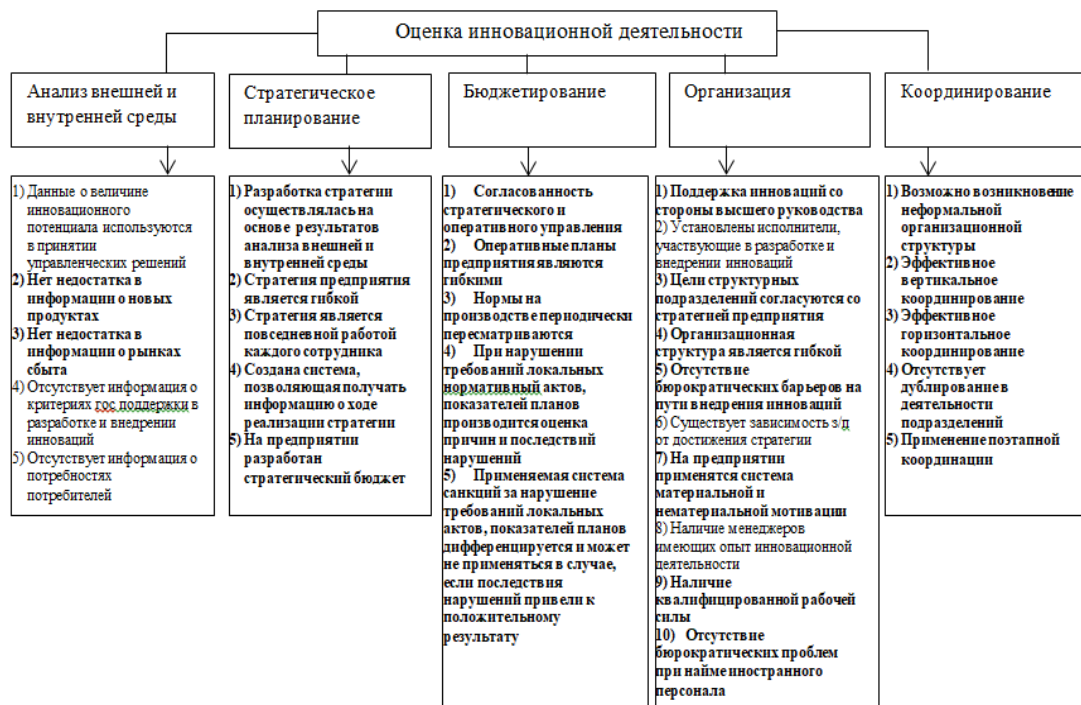 Оценка инновационной деятельности
Анализ внешней и
внутренней среды
Стратегическое
планирование
Бюджетирование
Организация
Координирование
1) Данные о величине
инновационного
потенциала используются
в принятии
управленческих решений
2) Нет недостатка в
информации о новых
продуктах
3) Нет недостатка в
информации о рынках
сбыта
4) Отсутствует информация о
критериях гос поддержки в
разработке и внедрении
инноваций
5) Отсутствует информация о
потребностях
потребителей
1) Разработка стратегии
осуществлялась на
основе результатов
анализа внешней и
внутренней среды
2) Стратегия предприятия
является гибкой
3) Стратегия является
повседневной работой
каждого сотрудника
4) Создана система,
позволяющая получать
информацию о ходе
реализации стратегии
5) На предприятии
разработан
стратегический бюджет
1) Согласованность
стратегического и
оперативного управления
2) Оперативные планы
предприятия являются
гибкими
3) Нормы на
производстве периодически
пересматриваются
4) При нарушении
требований локальных
нормативный актов,
показателей планов
производится оценка
причин и последствий
нарушений
5) Применяемая система
санкций за нарушение
требований локальных
актов, показателей планов
дифференцируется и может
не применяться в случае,
если последствия
нарушений привели к
положительному
результату
1) Поддержка инноваций со
стороны высшего руководства
2) Установлены исполнители,
участвующие в разработке и
внедрении инноваций
3) Цели структурных
подразделений согласуются со
стратегией предприятия
4) Организационная
структура является гибкой
5) Отсутствие
бюрократических барьеров на
пути внедрения инноваций
6) Существует зависимость з/п
от достижения стратегии
7) На предприятии
применятся система
материальной и
нематериальной мотивации
8) Наличие менеджеров
имеющих опыт инновационной
деятельности
9) Наличие
квалифицированной рабочей
силы
10) Отсутствие
бюрократических проблем
при найме иностранного
персонала
1) Возможно возникновение
неформальной
организационной
структуры
2) Эффективное
вертикальное
координирование
3) Эффективное
горизонтальное
координирование
4) Отсутствует
дублирование в
деятельности
подразделений
5) Применение поэтапной
координации